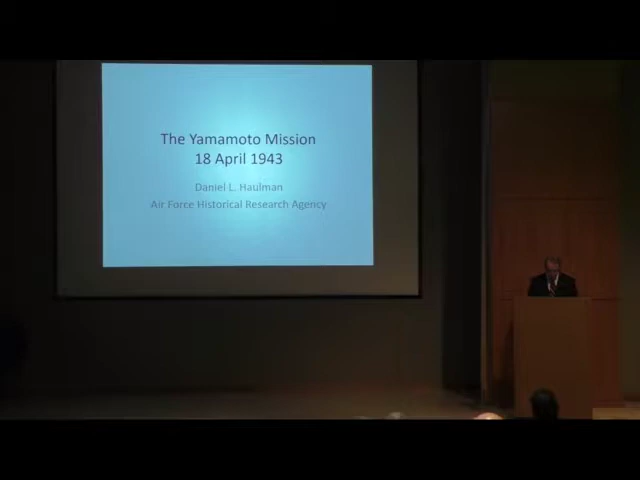 The Yamamoto Mission
18 April 1943
Daniel L. Haulman
Air Force Historical Research Agency